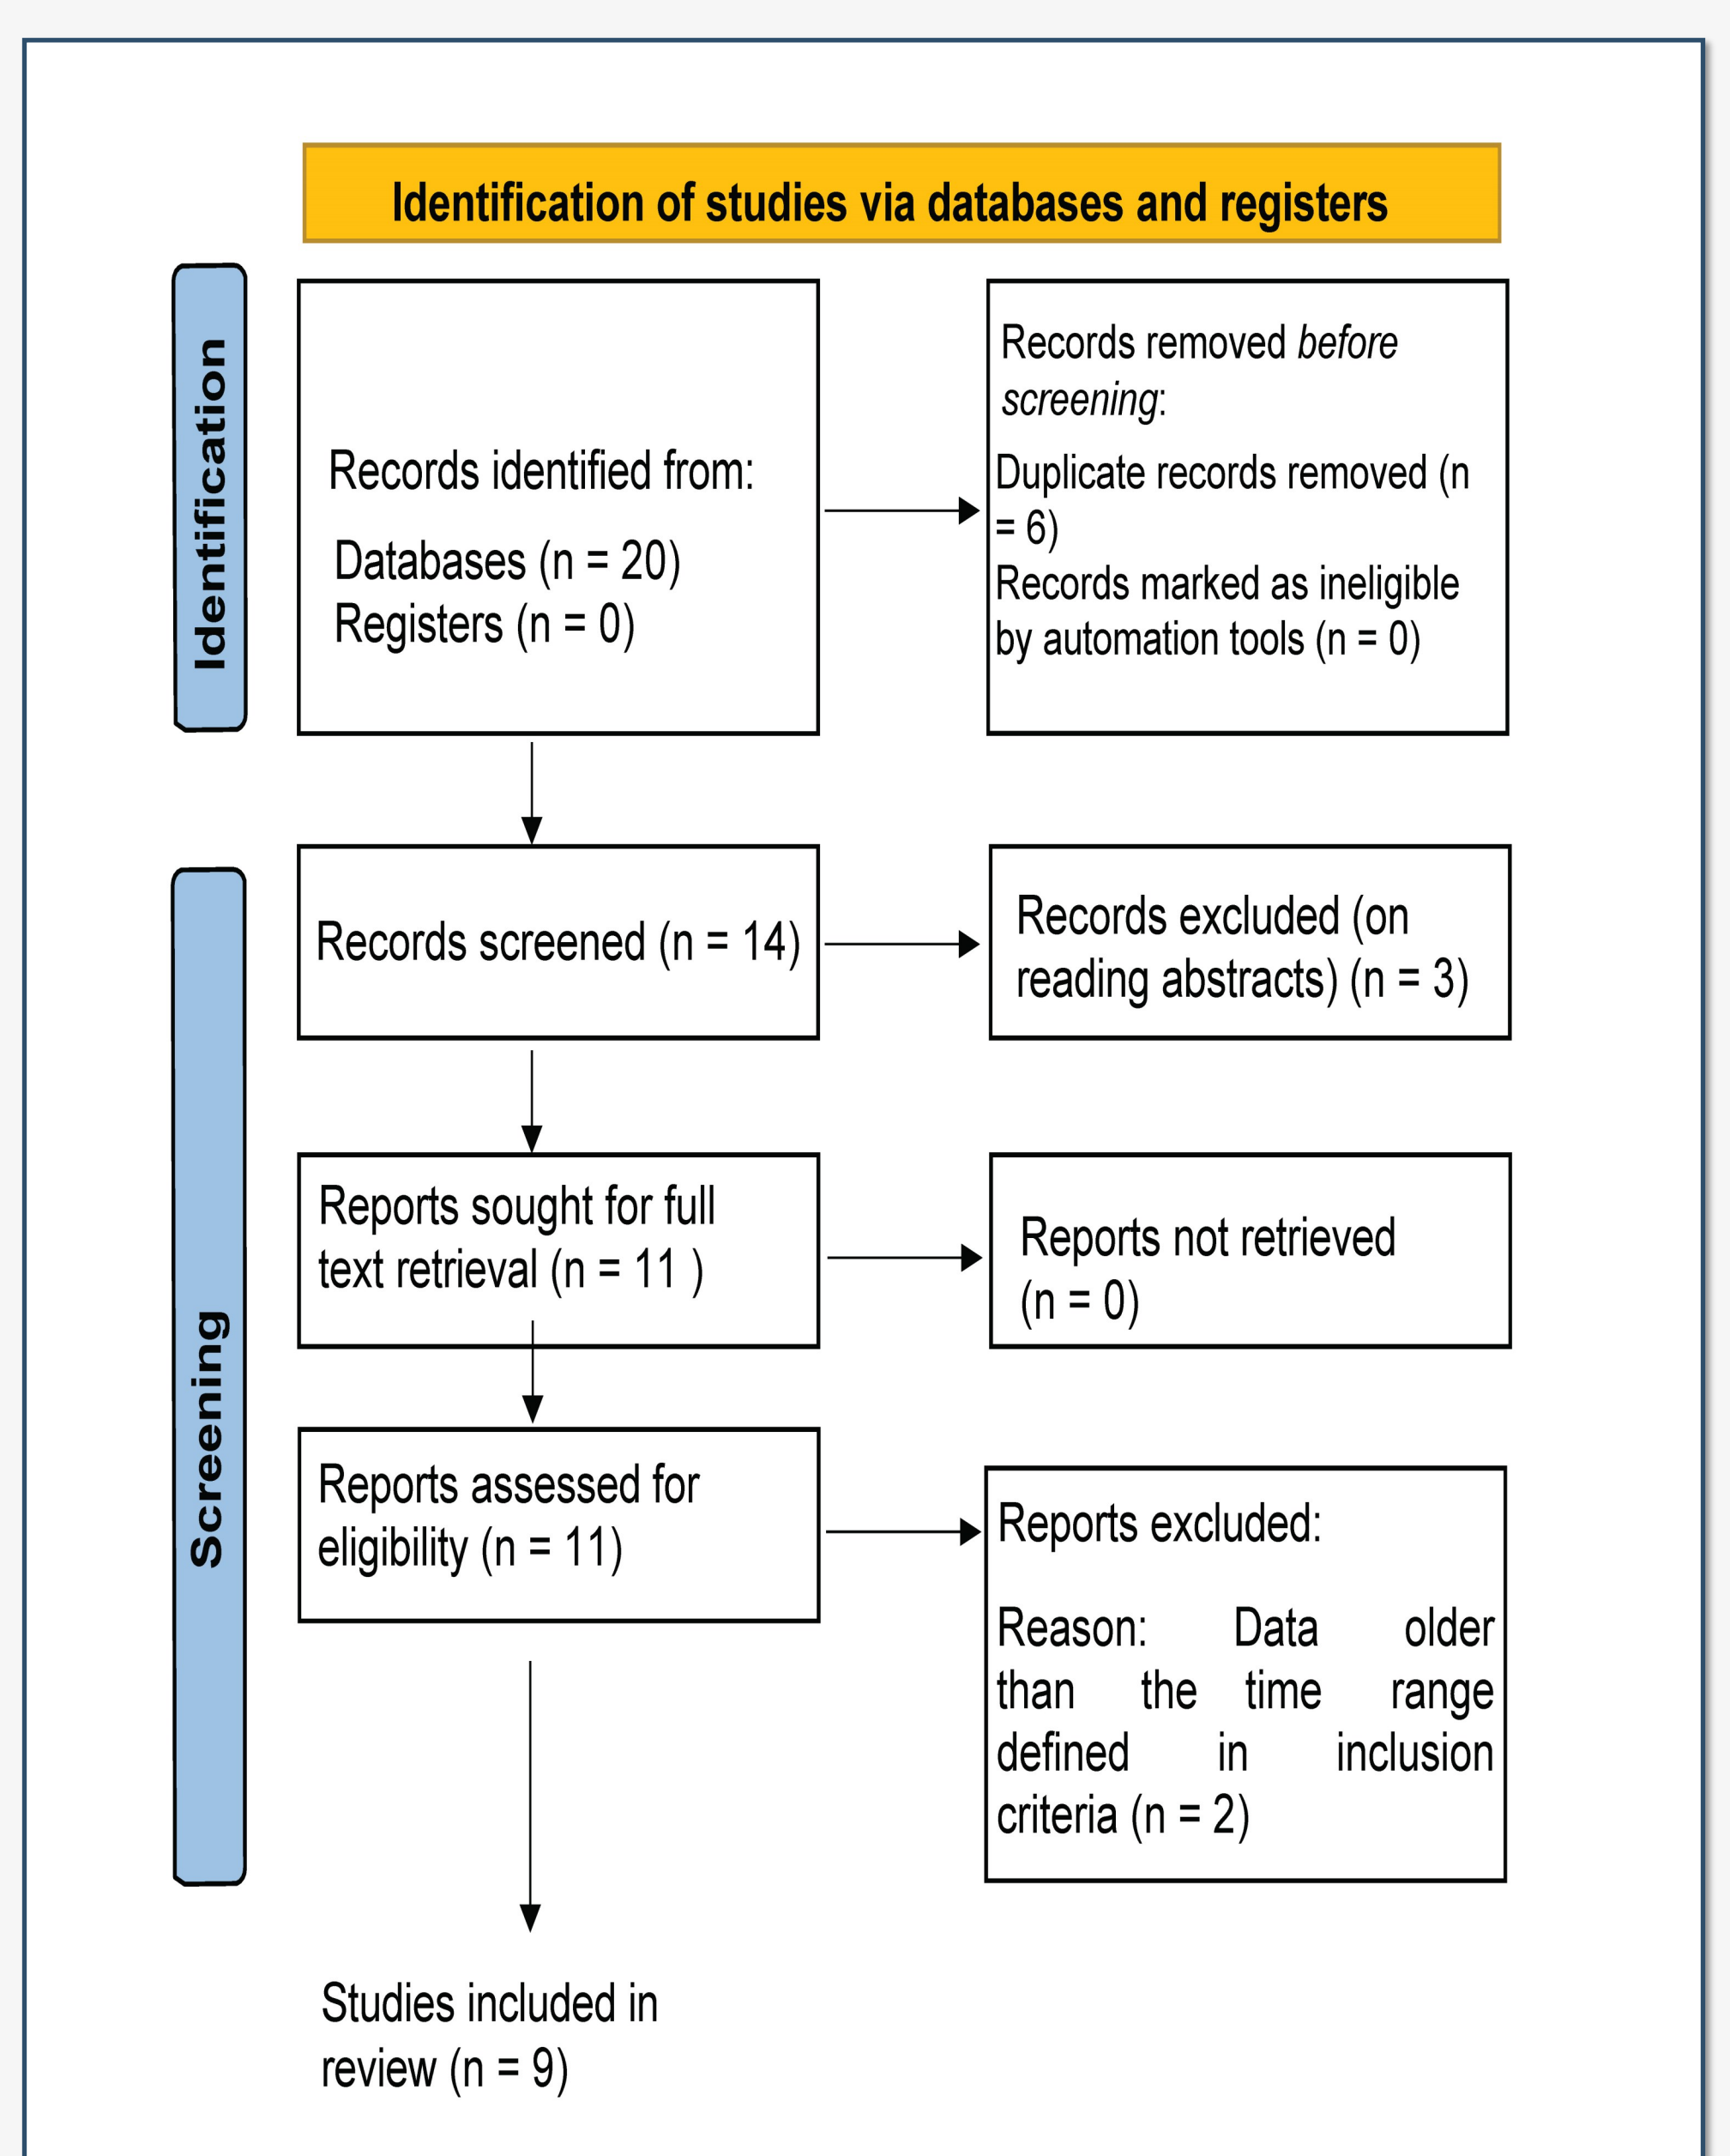 Identification of studies via databases and registers
Identification
Records identified from:
Databases (n = 20)
Registers (n = 0)
Records removed before
screening:
Duplicate records removed (n
= 6)
Records marked as ineligible
by automation tools (n = 0)
Records screened (n = 14)
Records excluded (on
reading abstracts) (n = 3)
Screening
Reports sought for full
text retrieval (n = 11 )
Reports not retrieved
(n = 0)
Reports assessed for
eligibility (n = 11)
Reports excluded:
Reason: Data older
than the time range
defined in inclusion
criteria (n = 2)
Studies included in
review (n = 9)